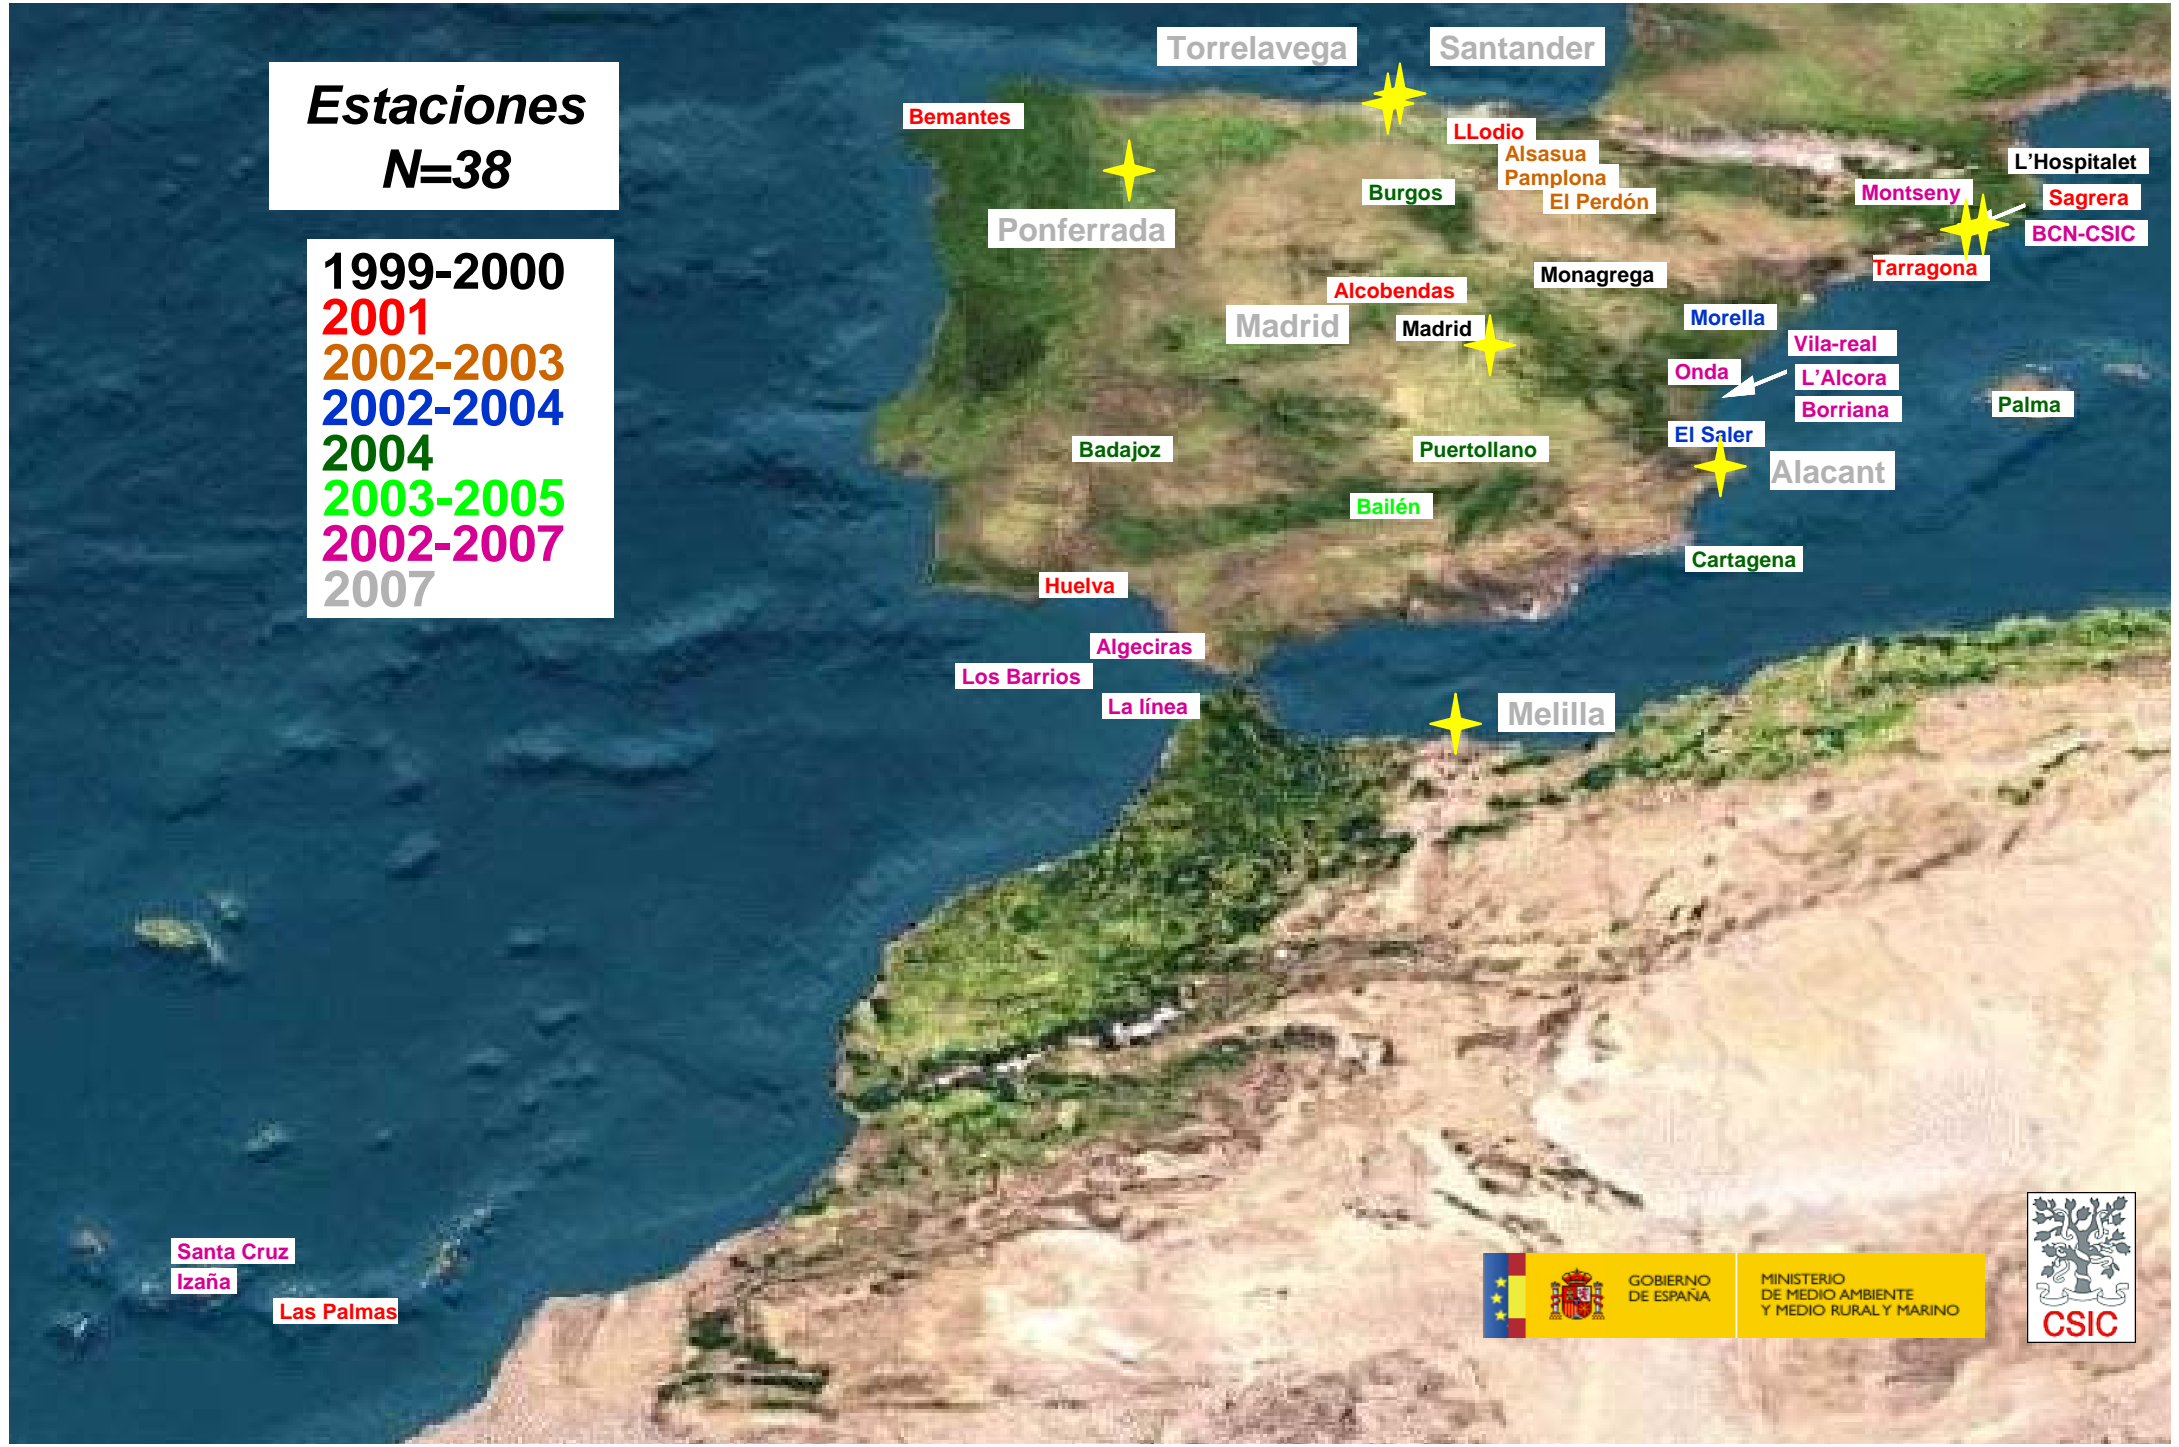 Estaciones
N=38
1999-2000
2001
2002-2003
2002-2004
2004
2003-2005
2002-2007
2007
Torrelavega
Santander
Bemantes
LLodio
Alsasua
Pamplona
El Perdón
Burgos
Ponferrada
L'Hospitalet
Montseny
Sagrera
BCN-CSIC
Tarragona
Monagrega
Alcobendas
Madrid
Madrid
Morella
Vila-real
Onda
L'Alcora
Borriana
Palma
El Saler
Alacant
Badajoz
Puertollano
Bailén
Cartagena
Huelva
Algeciras
Los Barrios
La línea
Melilla
Santa Cruz
Izaña
Las Palmas
GOBIERNO
DE ESPAÑA
MINISTERIO
DE MEDIO AMBIENTE
Y MEDIO RURAL Y MARINO
CSIC